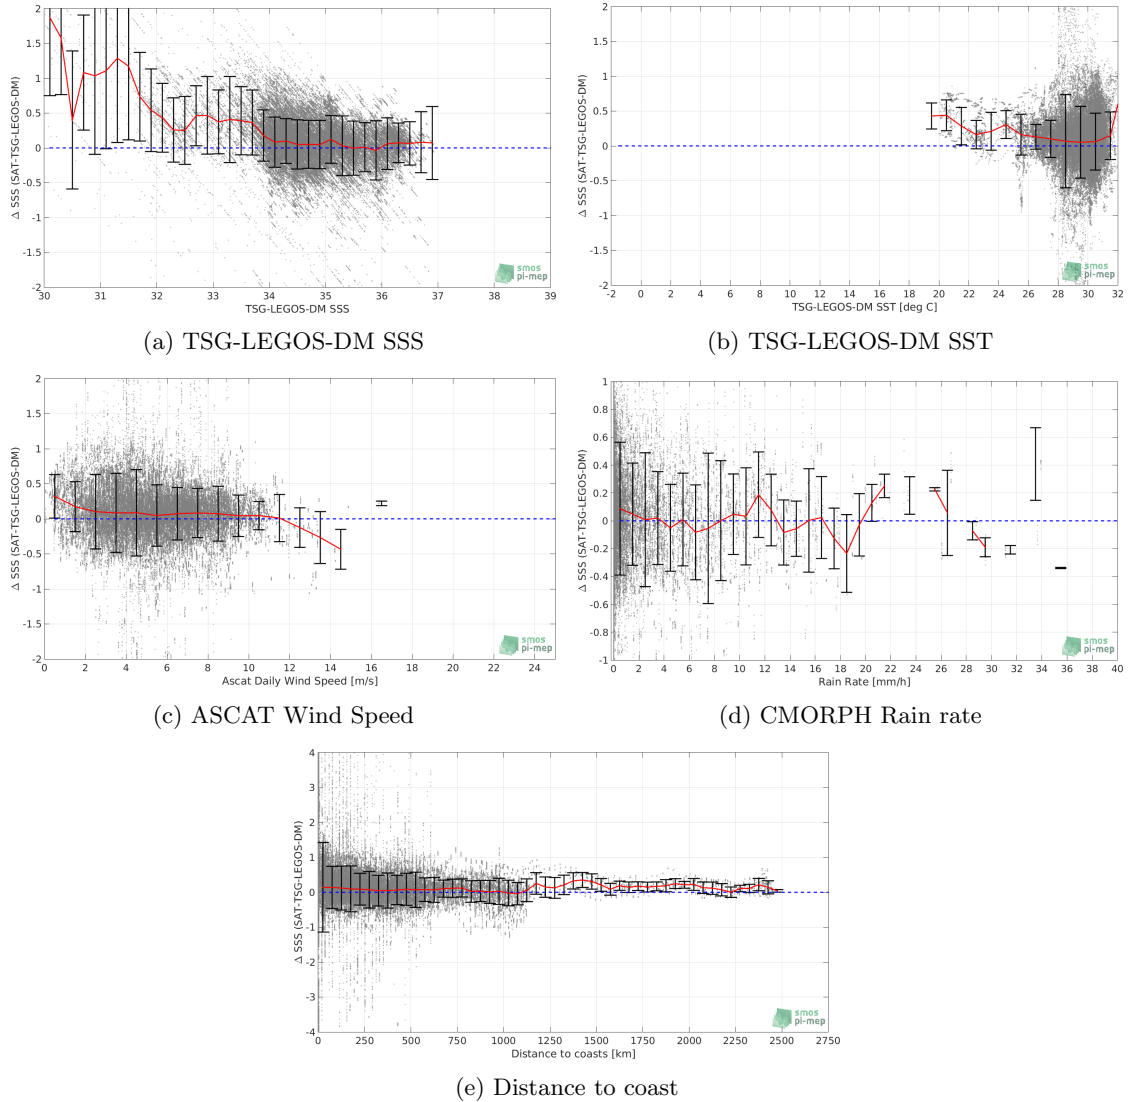 2
1.5
1
0.5
0
-0.5
-1
-1.5
-2
Δ SSS (SAT-TSG-LEGOS-DM)
30 31 32 33 34 35 36 37 38 39
TSG-LEGOS-DM SSS
smos
pi-mep
(a) TSG-LEGOS-DM SSS
2
1.5
1
0.5
0
-0.5
-1
-1.5
-2
Δ SSS (SAT-TSG-LEGOS-DM)
-2 0 2 4 6 8 10 12 14 16 18 20 22 24 26 28 30 32
TSG-LEGOS-DM SST [deg C]
smos
pi-mep
(b) TSG-LEGOS-DM SST
2
1.5
1
0.5
0
-0.5
-1
-1.5
-2
Δ SSS (SAT-TSG-LEGOS-DM)
0 2 4 6 8 10 12 14 16 18 20 22 24
Ascat Daily Wind Speed [m/s]
smos
pi-mep
(c) ASCAT Wind Speed
1
0.8
0.6
0.4
0.2
0
-0.2
-0.4
-0.6
-0.8
-1
Δ SSS (SAT-TSG-LEGOS-DM)
0 2 4 6 8 10 12 14 16 18 20 22 24 26 28 30 32 34 36 38 40
Rain Rate [mm/h]
smos
pi-mep
(d) CMORPH Rain rate
4
3
2
1
0
-1
-2
-3
-4
Δ SSS (SAT-TSG-LEGOS-DM)
0 250 500 750 1000 1250 1500 1750 2000 2250 2500 2750
Distance to coasts [km]
smos
pi-mep
(e) Distance to coast